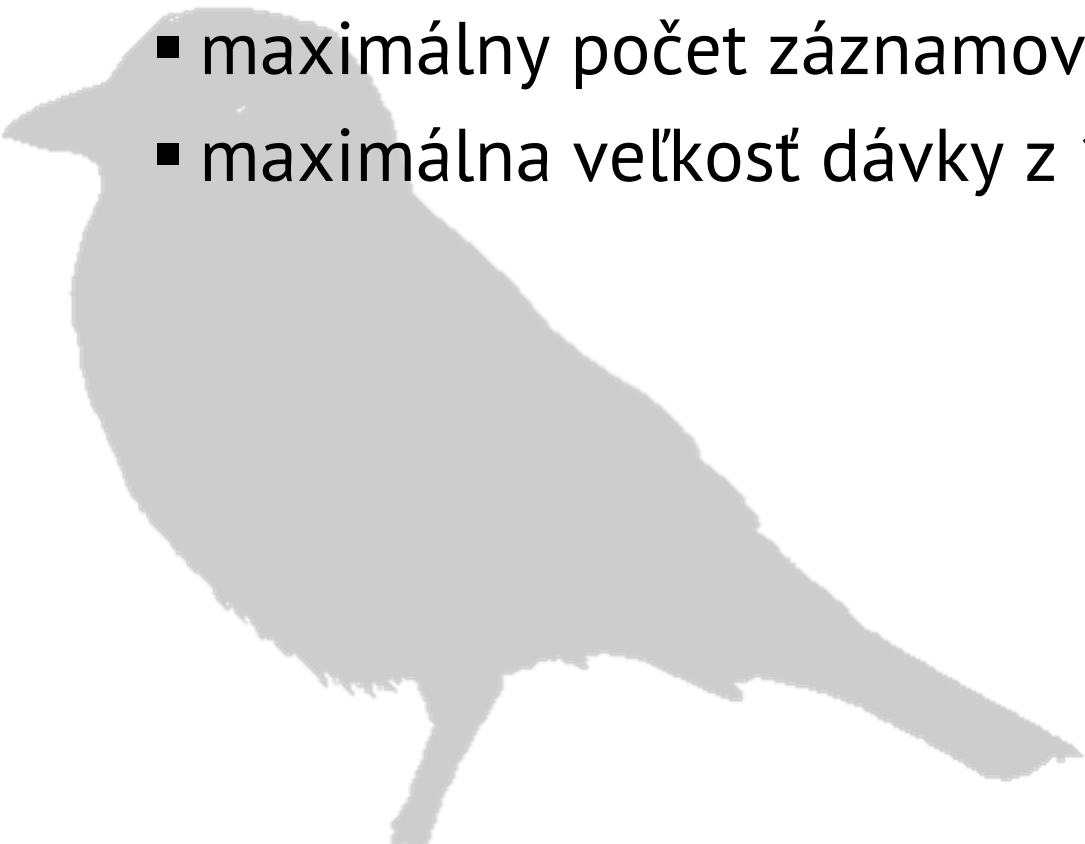 ▪ maximálny počet záznamov
▪ maximálna veľkosť dávky z